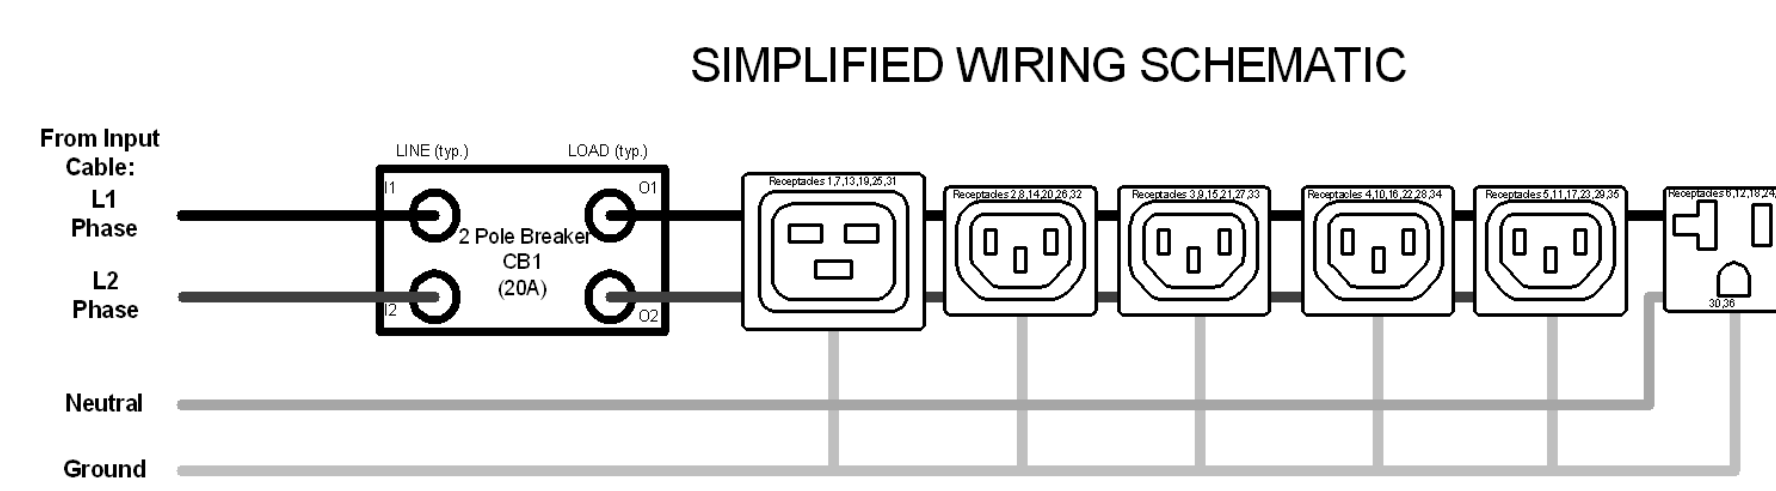 SIMPLIFIED WIRING SCHEMATIC
From Input
Cable:
L1
Phase
L2
Phase
Neutral
Ground
LINE (typ.)
LOAD (typ.)
I1
O1
2 Pole Breaker
CB1
(20A)
I2
O2
Receptacles 1,7,13,19,25,31
Receptacles 2,8,14,20,26,32
Receptacles 3,9,15,21,27,33
Receptacles 4,10,16,22,28,34
Receptacles 5,11,17,23,29,35
Receptacles 6,12,18,24,
30,36